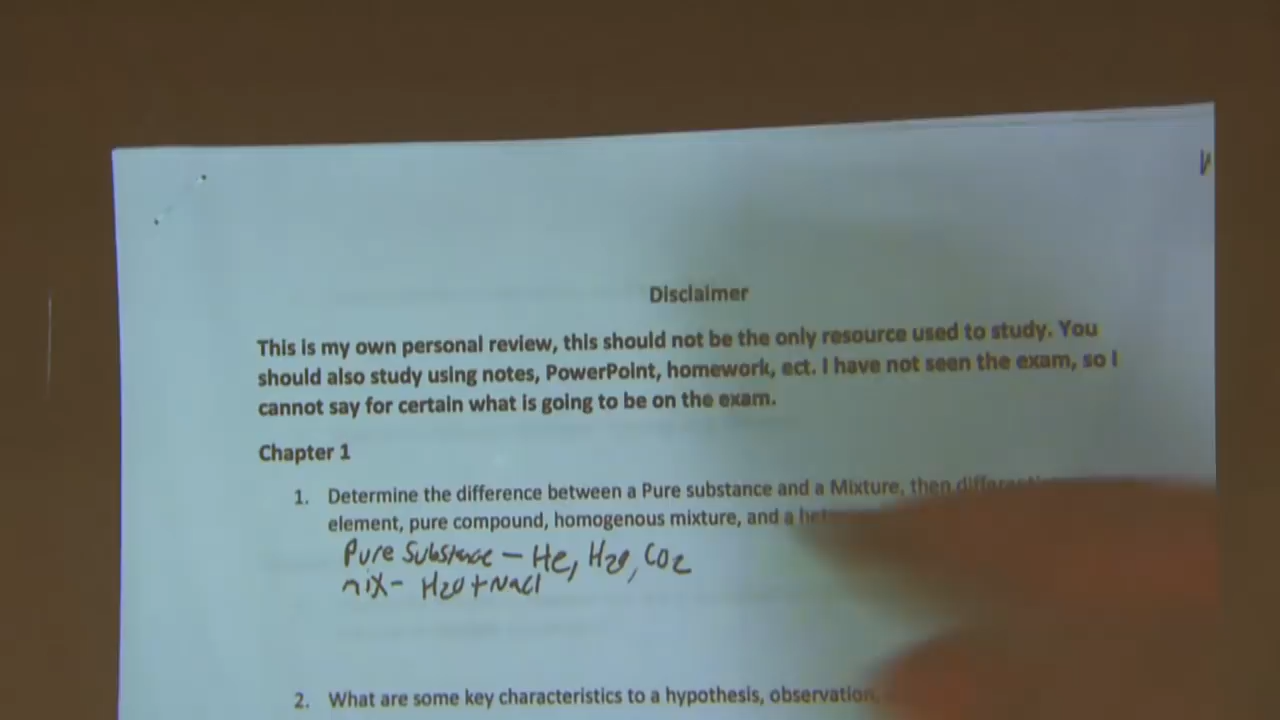 Disclaimer
This is my own personal review, this should not be the only resource used to study. You
should also study using notes, PowerPoint, homework, ect. I have not seen the exam, so I
cannot say for certain what is going to be on the exam.
Chapter 1
1. Determine the difference between a Pure substance and a Mixture, then
element, pure compound, homogenous mixture, and a
Pure Substance - He, H2O, CO2
mix- H2O + NaCl
2. What are some key characteristics to a hypothesis, observation,